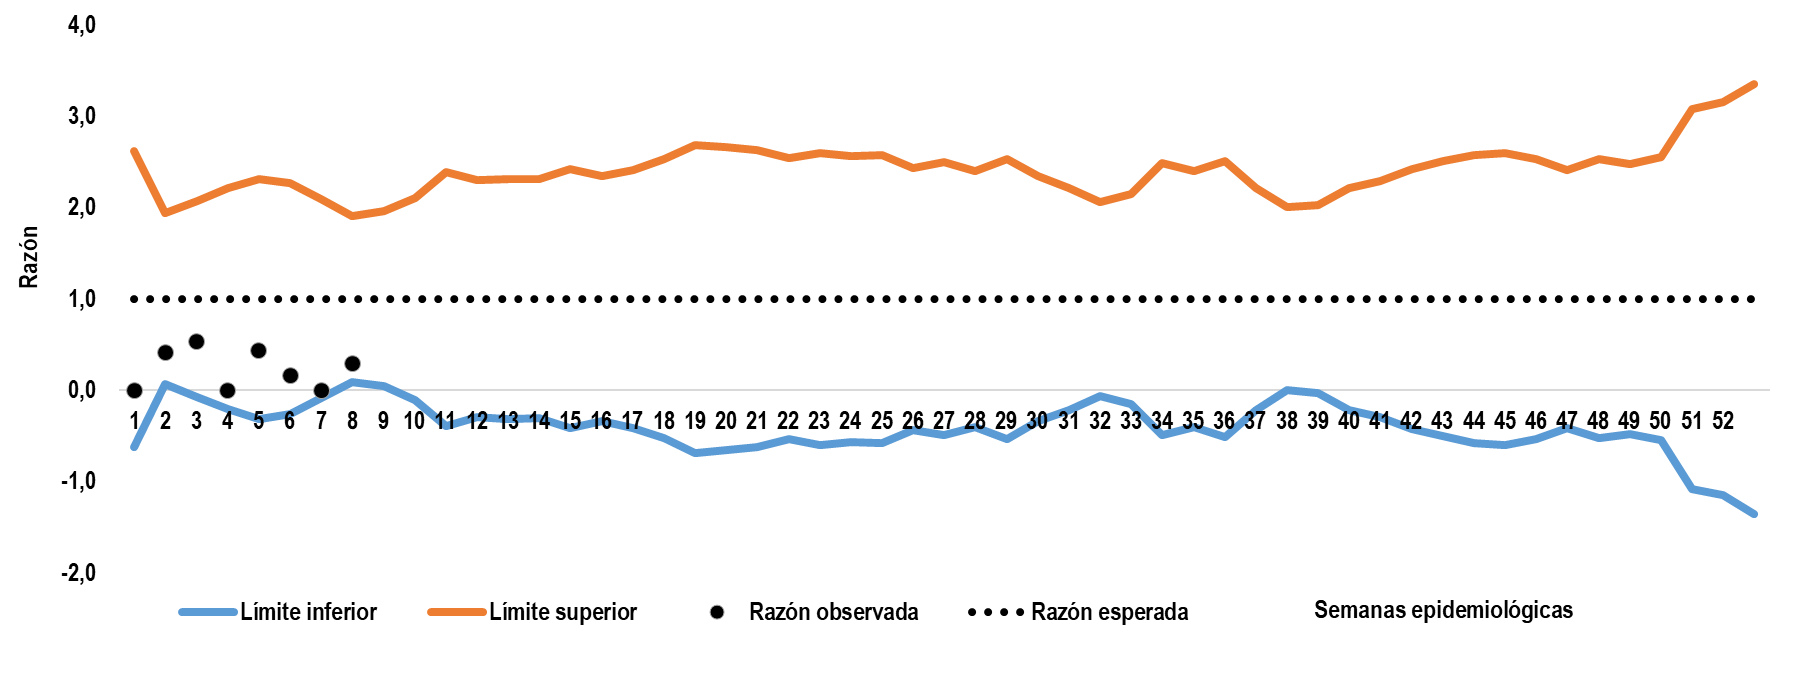 4,0
3,0
2,0
1,0
0,0
-1,0
-2,0
Razón
1 2 3 4 5 6 7 8 9 10 11 12 13 14 15 16 17 18 19 20 21 22 23 24 25 26 27 28 29 30 31 32 33 34 35 36 37 38 39 40 41 42 43 44 45 46 47 48 49 50 51 52
Límite inferior Límite superior Razón observada Razón esperada Semanas epidemiológicas